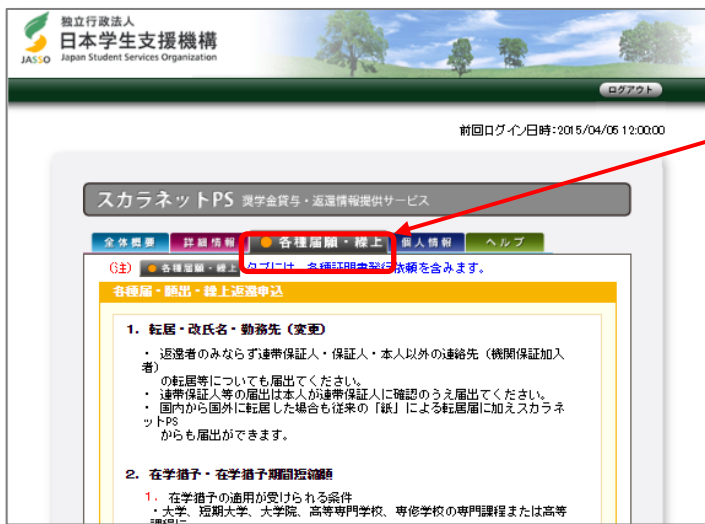 独立行政法人
日本学生支援機構
JASSO Japan Student Services Organization
ログアウト
前回ログイン日時:2015/04/05 12:00:00
スカラネットPS 奨学金貸与・返還情報提供サービス
全体概要 詳細情報 各種届願・繰上 個人情報 ヘルプ
(注) 各種届願・繰上 タブには、各種証明書発行依頼を含みます。
各種届・願出・繰上返還申込
1. 転居・改氏名・勤務先(変更)
・ 返還者のみならず連帯保証人・保証人・本人以外の連絡先(機関保証加入
者)
の転居等についても届出てください。
・ 連帯保証人等の届出は本人が連帯保証人に確認のうえ届出てください。
・ 国内から国外に転居した場合も従来の「紙」による転居届に加えスカラネ
ットPS
からも届出ができます。
2. 在学猶予・在学猶予期間短縮願
1. 在学猶予の適用が受けられる条件
・大学、短期大学、大学院、高等専門学校、専修学校の専門課程または高等